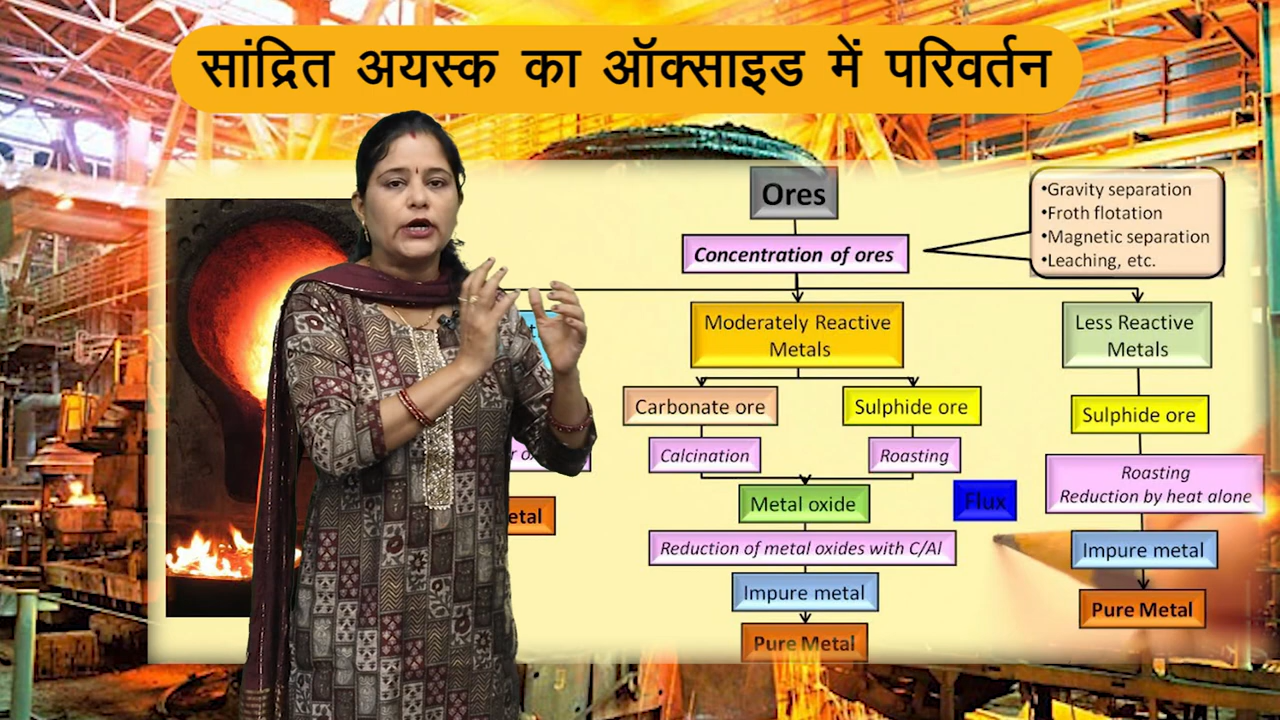 सांद्रित अयस्क का ऑक्साइड में परिवर्तन
Ores
•Gravity separation
•Froth flotation
•Magnetic separation
•Leaching, etc.
Concentration of ores
Moderately Reactive
Metals
Less Reactive
Metals
Carbonate ore
Sulphide ore
Sulphide ore
Calcination
Roasting
Roasting
Reduction by heat alone
Metal oxide
Flux
Reduction of metal oxides with C/Al
Impure metal
Impure metal
Pure Metal
Pure Metal